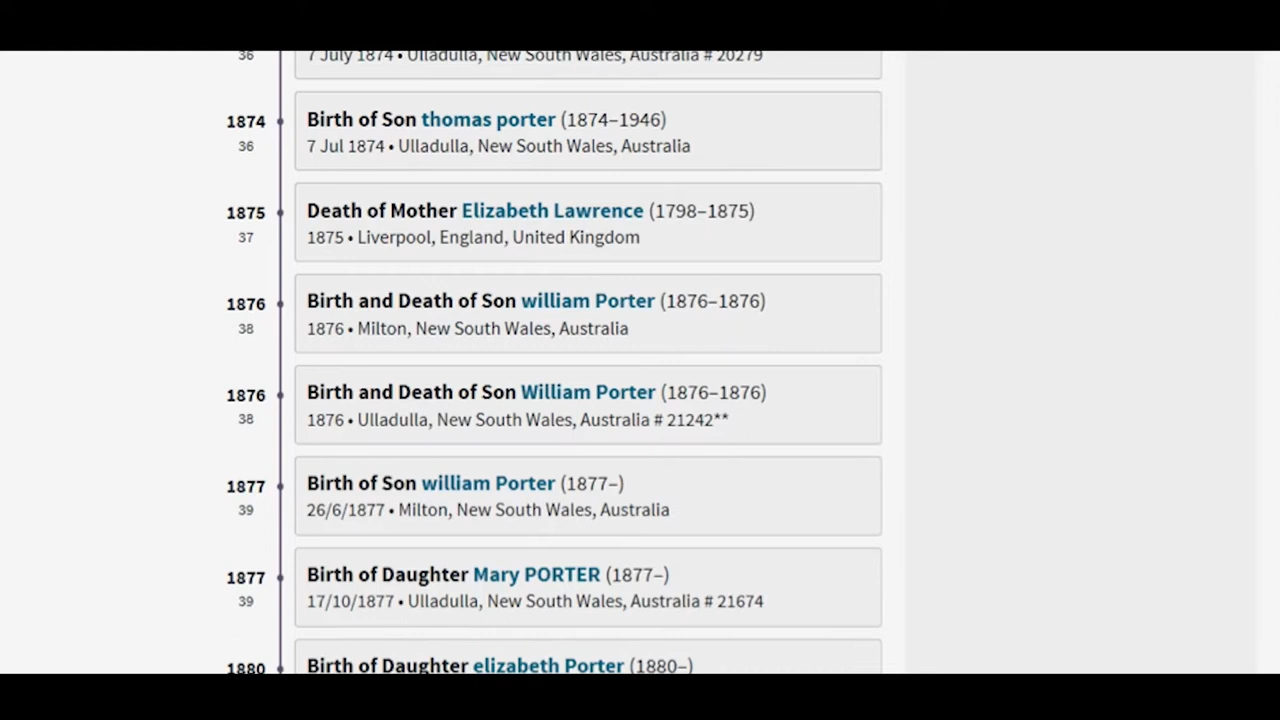 36
7 July 1874 • Ulladulla, New South Wales, Australia # 20279
1874
Birth of Son thomas porter (1874–1946)
36
7 Jul 1874 • Ulladulla, New South Wales, Australia
1875
Death of Mother Elizabeth Lawrence (1798–1875)
37
1875 • Liverpool, England, United Kingdom
1876
Birth and Death of Son william Porter (1876–1876)
38
1876 • Milton, New South Wales, Australia
1876
Birth and Death of Son William Porter (1876–1876)
38
1876 • Ulladulla, New South Wales, Australia # 21242**
1877
Birth of Son william Porter (1877–)
39
26/6/1877 • Milton, New South Wales, Australia
1877
Birth of Daughter Mary PORTER (1877–)
39
17/10/1877 • Ulladulla, New South Wales, Australia # 21674
1880
Birth of Daughter elizabeth Porter (1880–)